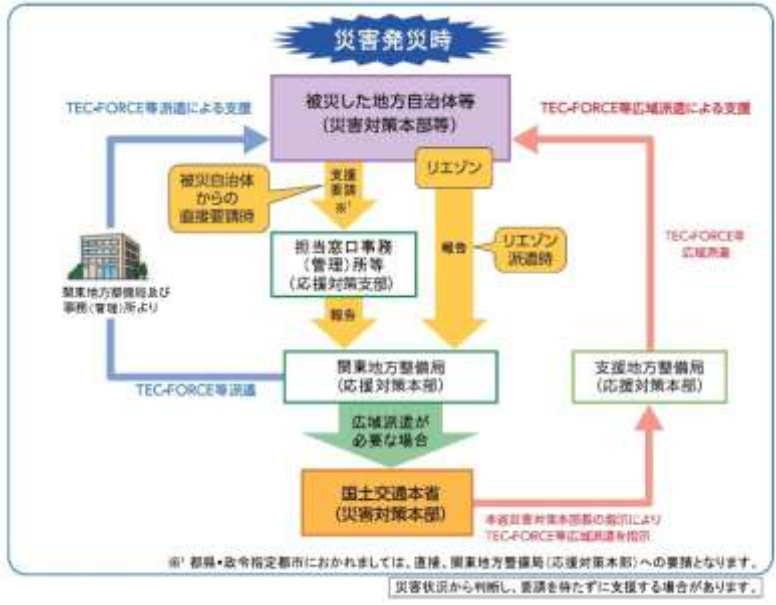 災害発災時
TEC-FORCE等派遣による支援
被災した地方自治体等
(災害対策本部等)
TEC-FORCE等広域派遣による支援
被災自治体
からの
直接要請時
支援
要請
※1
リエゾン
担当窓口事務
(管理)所等
(応援対策支部)
報告
リエゾン
派遣時
TEC-FORCE等
広域派遣
関東地方整備局及び
事務(管理)所より
報告
関東地方整備局
(応援対策本部)
支援地方整備局
(応援対策本部)
TEC-FORCE等派遣
広域派遣が
必要な場合
国土交通本省
(災害対策本部)
本省災害対策本部長の指示により
TEC-FORCE等広域派遣を指示
※1 都県・政令指定都市におかれましては、直接、関東地方整備局(応援対策本部)への要請となります。
災害状況から判断し、要請を待たずに支援する場合があります。